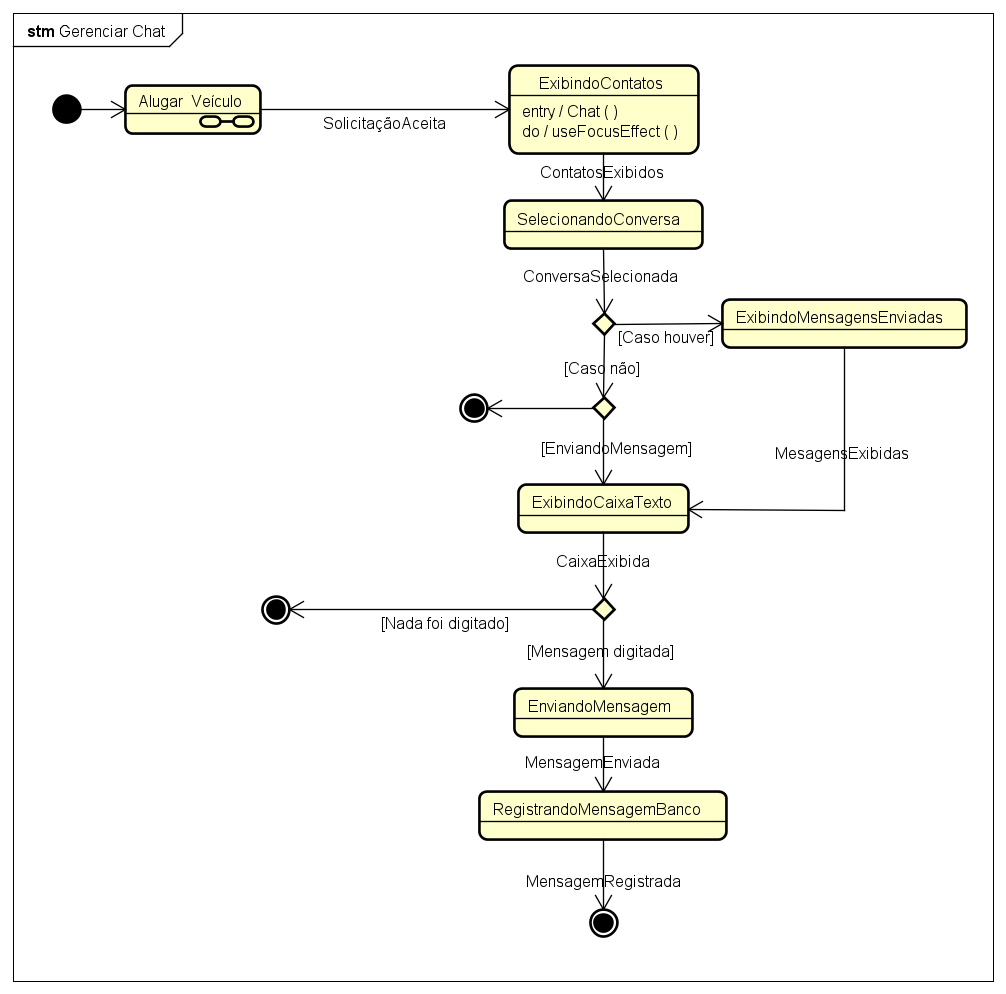 stm Gerenciar Chat
Alugar Veículo
SolicitaçãoAceita
ExibindoContatos
entry / Chat ( )
do / useFocusEffect ( )
ContatosExibidos
SelecionandoConversa
ConversaSelecionada
ExibindoMensagensEnviadas
[Caso houver]
[Caso não]
[EnviandoMensagem]
MesagensExibidas
ExibindoCaixaTexto
CaixaExibida
[Nada foi digitado]
[Mensagem digitada]
EnviandoMensagem
MensagemEnviada
RegistrandoMensagemBanco
MensagemRegistrada